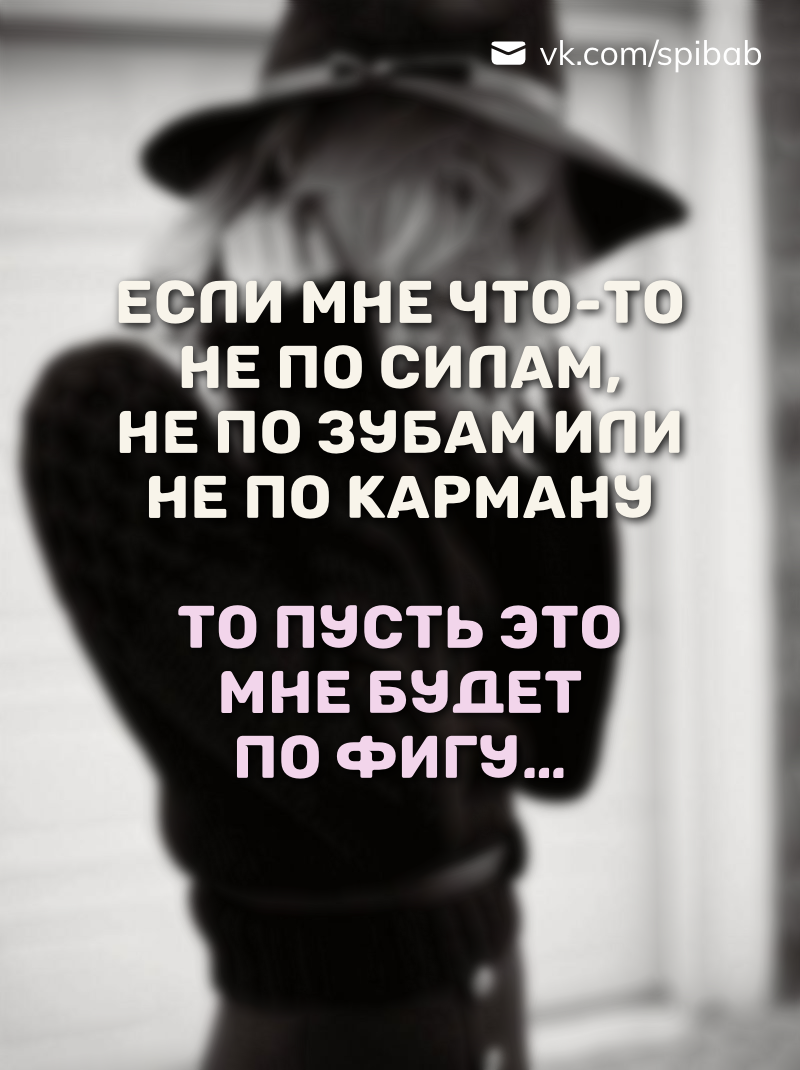 vk.com/spibab
ЕСЛИ МНЕ ЧТО-ТО
НЕ ПО СИЛАМ,
НЕ ПО ЗУБАМ ИЛИ
НЕ ПО КАРМАНУ
ТО ПУСТЬ ЭТО
МНЕ БУДЕТ
ПО ФИГУ...